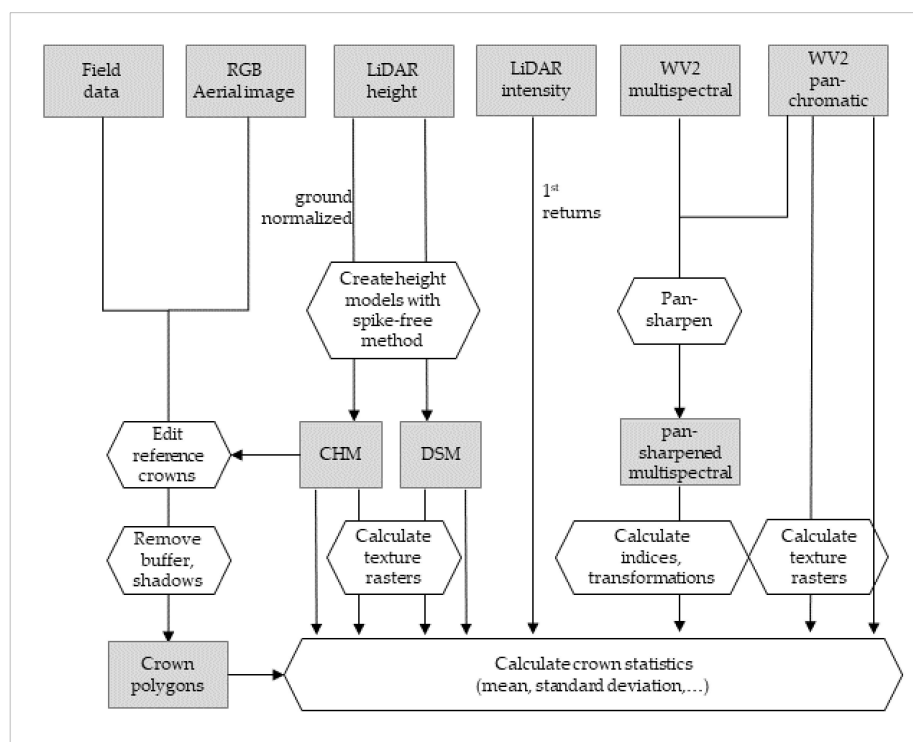 Field
data
RGB
Aerial image
LiDAR
height
LiDAR
intensity
WV2
multispectral
WV2
pan-
chromatic
ground
normalized
1st
returns
Create height
models with
spike-free
method
Pan-
sharpen
Edit
reference
crowns
CHM
DSM
pan-
sharpened
multispectral
Remove
buffer,
shadows
Calculate
texture
rasters
Calculate
indices,
transformations
Calculate
texture
rasters
Crown
polygons
Calculate crown statistics
(mean, standard deviation,…)